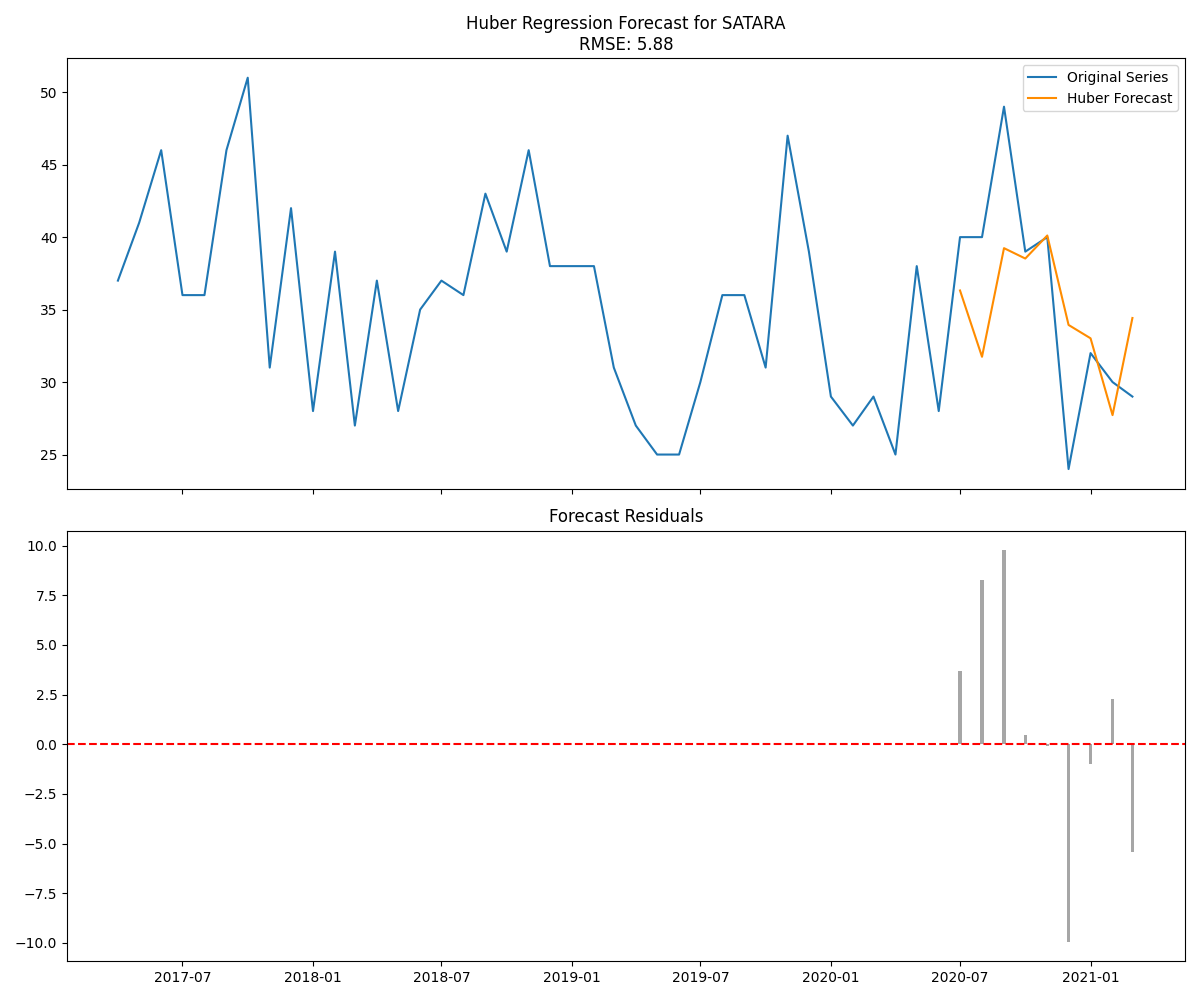 Huber Regression Forecast for SATARA
RMSE: 5.88
Original Series
Huber Forecast
50
45
40
35
30
25
Forecast Residuals
10.0
7.5
5.0
2.5
0.0
−2.5
−5.0
−7.5
−10.0
2017-07 2018-01 2018-07 2019-01 2019-07 2020-01 2020-07 2021-01